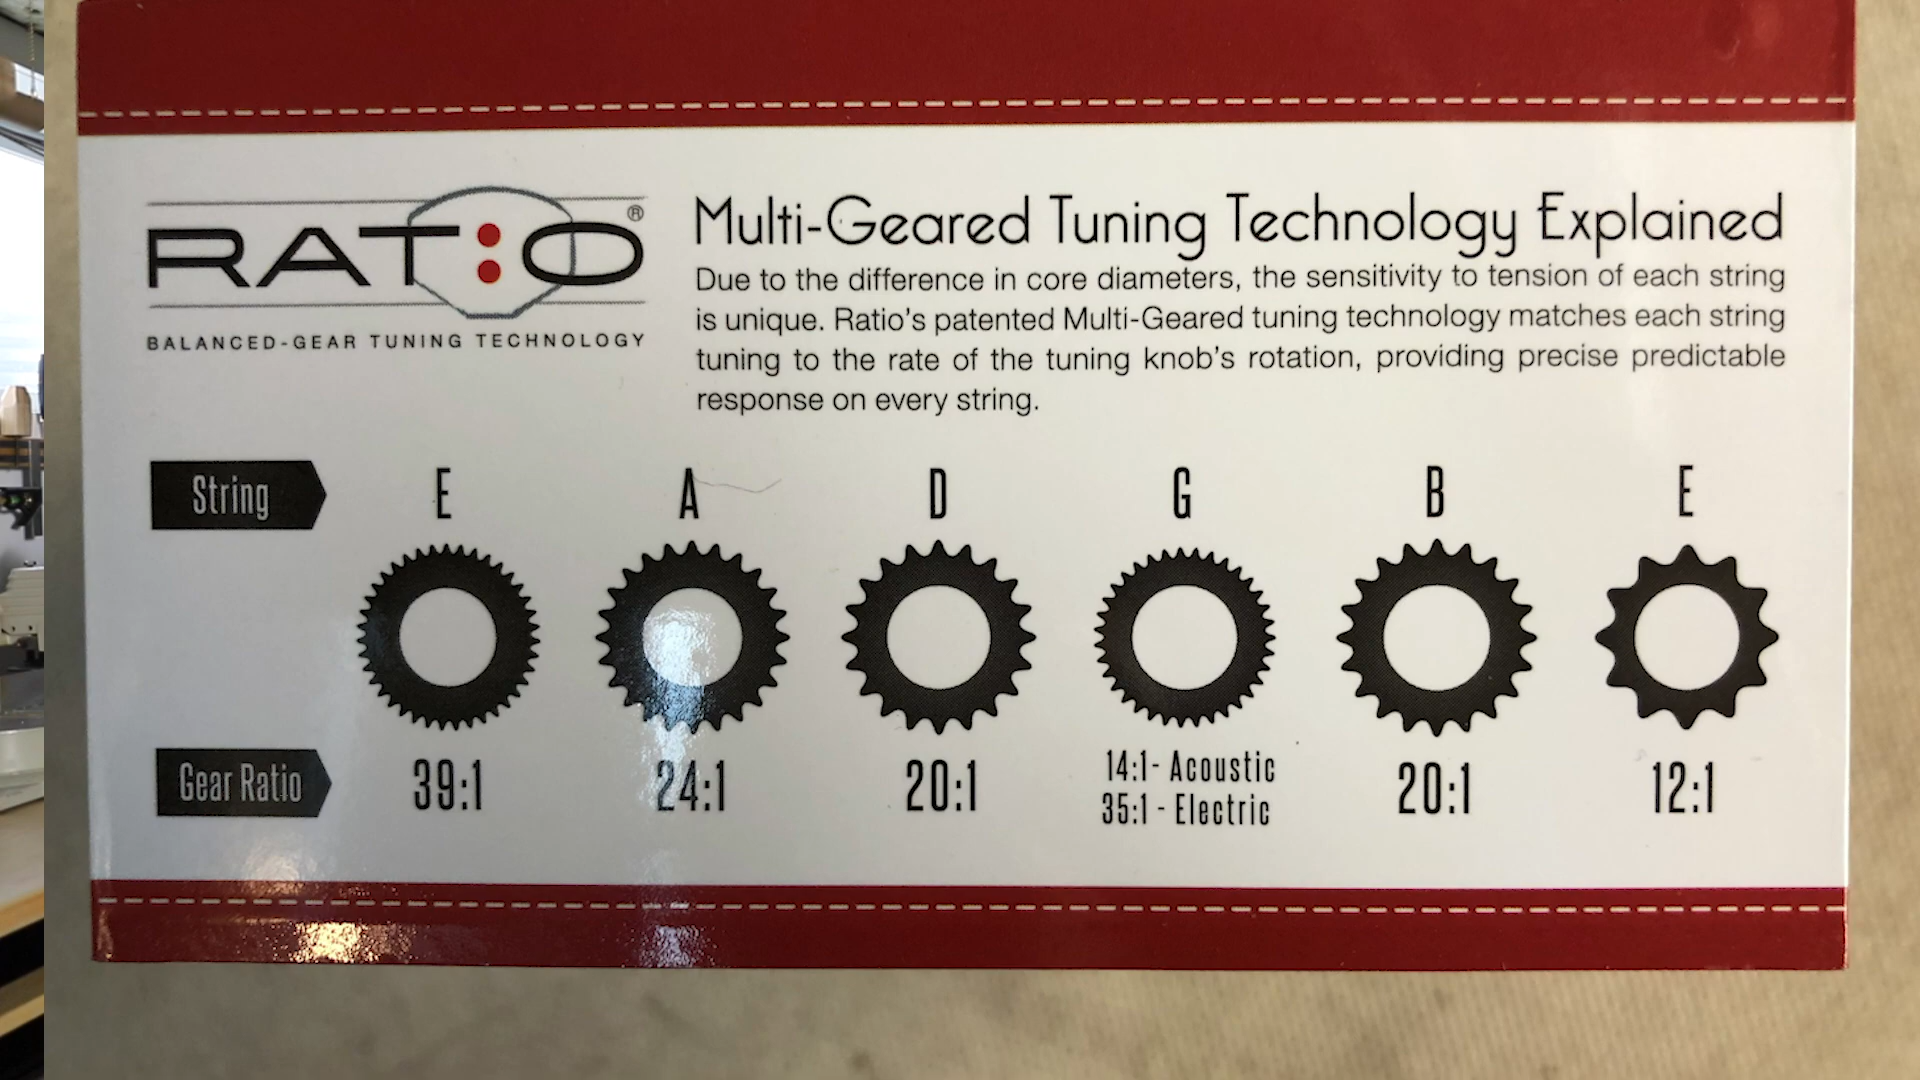 RAT:O®
BALANCED-GEAR TUNING TECHNOLOGY
Multi-Geared Tuning Technology Explained
Due to the difference in core diameters, the sensitivity to tension of each string
is unique. Ratio's patented Multi-Geared tuning technology matches each string
tuning to the rate of the tuning knob's rotation, providing precise predictable
response on every string.
String E A D G B E
Gear Ratio 39:1 24:1 20:1 14:1- Acoustic 20:1 12:1
35:1 - Electric